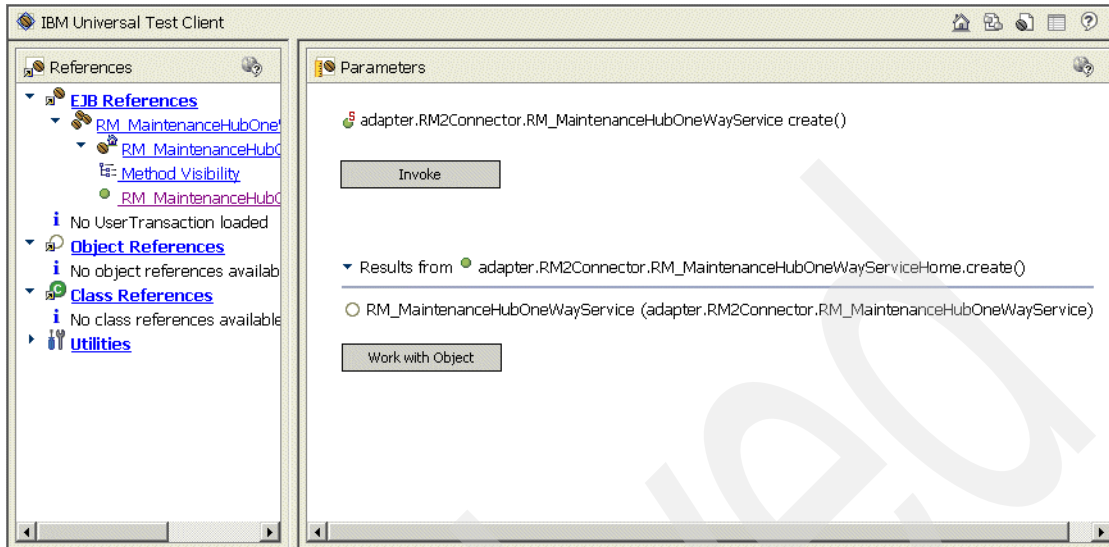 IBM Universal Test Client
References
EJB References
RM_MaintenanceHubOne
RM_MaintenanceHubO
Method Visibility
RM_MaintenanceHubO
No UserTransaction loaded
Object References
No object references availab
Class References
No class references available
Utilities
Parameters
adapter.RM2Connector.RM_MaintenanceHubOneWayService create()
Invoke
Results from adapter.RM2Connector.RM_MaintenanceHubOneWayServiceHome.create()
RM_MaintenanceHubOneWayService (adapter.RM2Connector.RM_MaintenanceHubOneWayService)
Work with Object